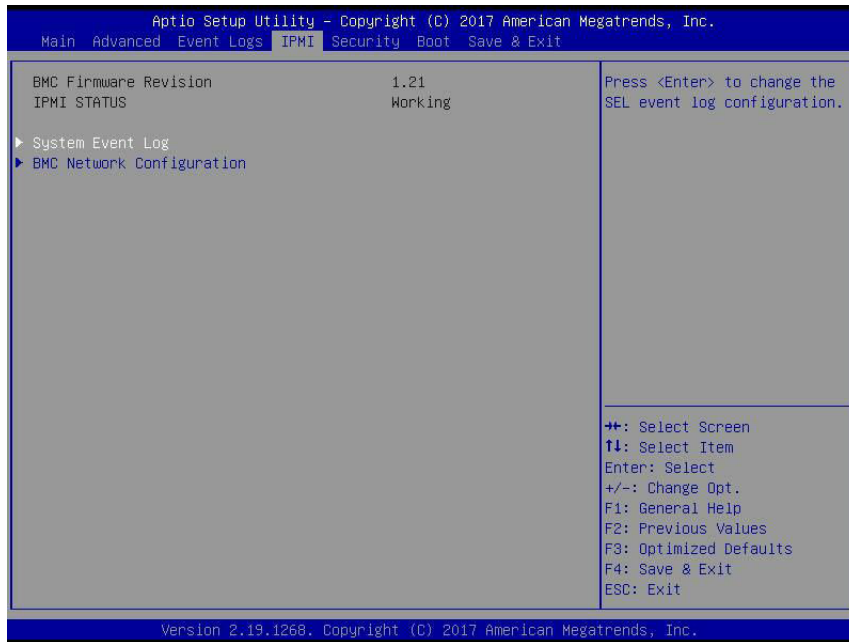 Aptio Setup Utility – Copyright (C) 2017 American Megatrends, Inc.
Main Advanced Event Logs IPMI Security Boot Save & Exit
BMC Firmware Revision 1.21
IPMI STATUS Working
▶ System Event Log
▶ BMC Network Configuration
Press <Enter> to change the
SEL event log configuration.
→←: Select Screen
↑↓: Select Item
Enter: Select
+/-: Change Opt.
F1: General Help
F2: Previous Values
F3: Optimized Defaults
F4: Save & Exit
ESC: Exit
Version 2.19.1268. Copyright (C) 2017 American Megatrends, Inc.